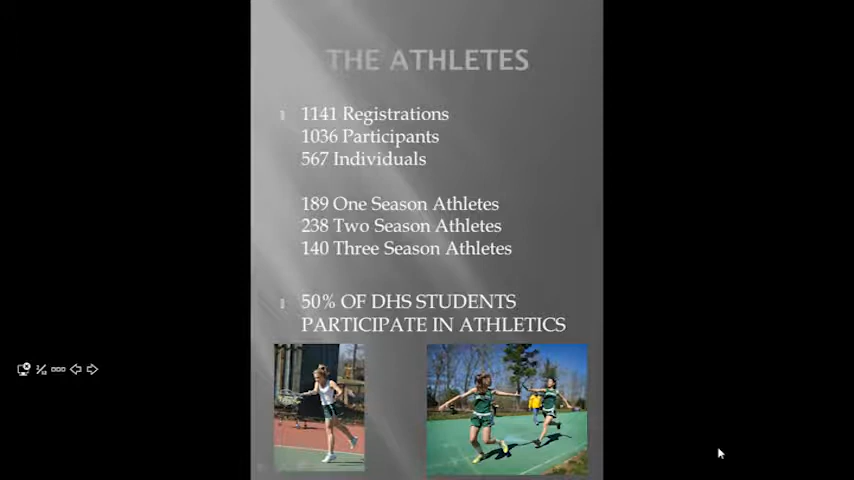 THE ATHLETES
1141 Registrations
1036 Participants
567 Individuals
189 One Season Athletes
238 Two Season Athletes
140 Three Season Athletes
50% OF DHS STUDENTS
PARTICIPATE IN ATHLETICS